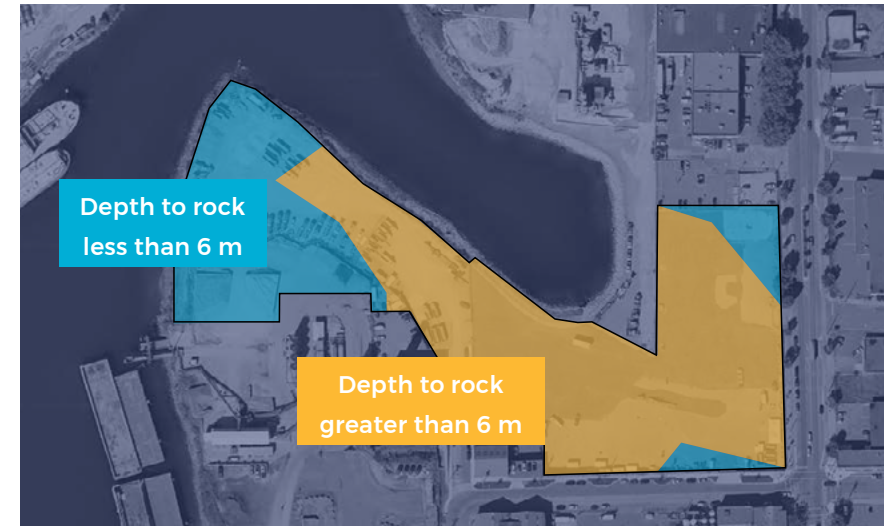 Depth to rock
less than 6 m
Depth to rock
greater than 6 m